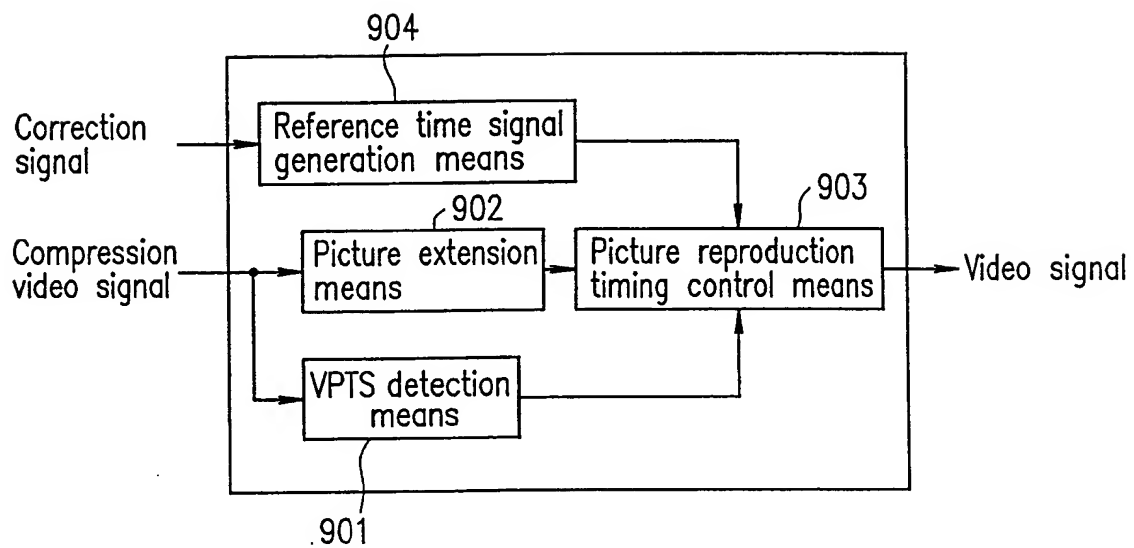 904
Correction
signal
Reference time signal
generation means
902
903
Compression
video signal
Picture extension
means
Picture reproduction
timing control means
Video signal
VPTS detection
means
901